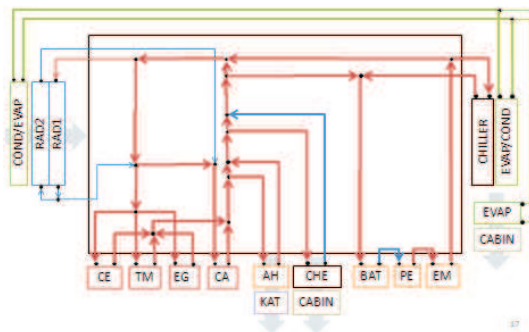 COND/EVAP
RAD2
RAD1
CHILLER
EVAP/COND
EVAP
CABIN
CE
TM
EG
CA
AH
CHE
BAT
PE
EM
KAT
CABIN